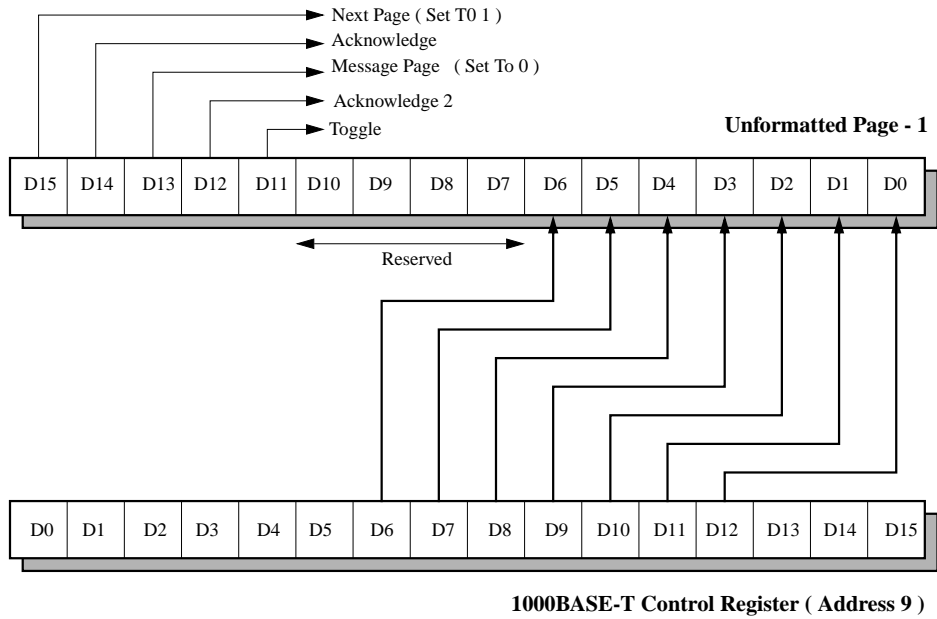 Next Page ( Set T0 1 )
Acknowledge
Message Page ( Set To 0 )
Acknowledge 2
Toggle
Unformatted Page - 1
D15 D14 D13 D12 D11 D10 D9 D8 D7 D6 D5 D4 D3 D2 D1 D0
Reserved
D0 D1 D2 D3 D4 D5 D6 D7 D8 D9 D10 D11 D12 D13 D14 D15
1000BASE-T Control Register ( Address 9 )